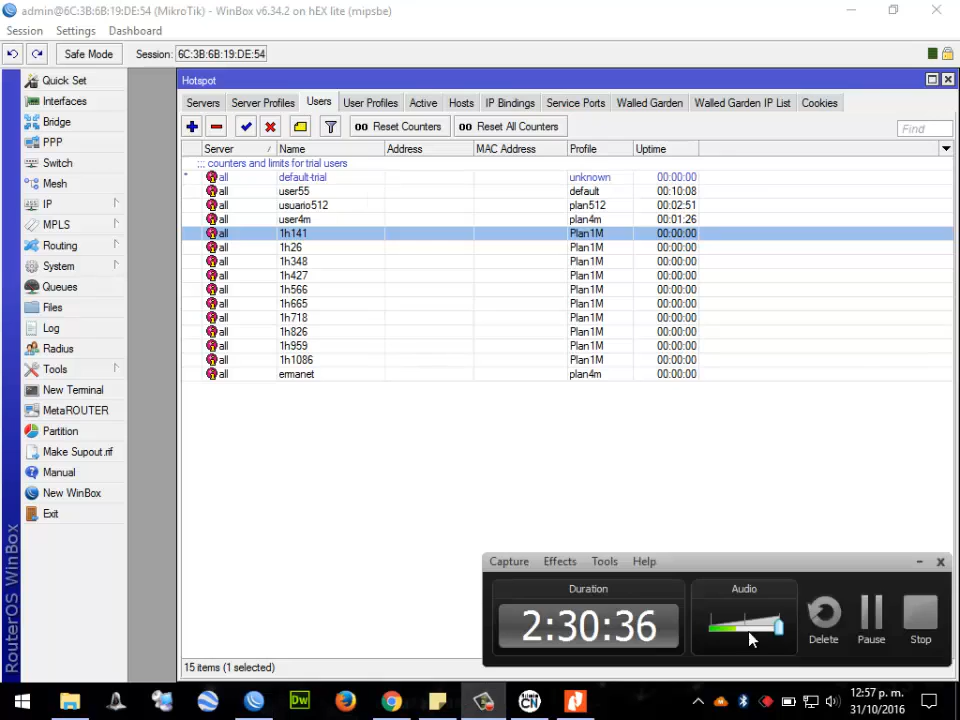 admin@6C:3B:6B:19:DE:54 (MikroTik) - WinBox v6.34.2 on hEX lite (mipsbe)
Session Settings Dashboard
Safe Mode Session: 6C:3B:6B:19:DE:54
Quick Set
Interfaces
Bridge
PPP
Switch
Mesh
IP
MPLS
Routing
System
Queues
Files
Log
Radius
Tools
New Terminal
MetaROUTER
Partition
Make Supout.rif
Manual
New WinBox
Exit
RouterOS WinBox
Hotspot
Servers Server Profiles Users User Profiles Active Hosts IP Bindings Service Ports Walled Garden Walled Garden IP List Cookies
00 Reset Counters 00 Reset All Counters Find
Server / Name Address MAC Address Profile Uptime
;;; counters and limits for trial users
* all default-trial unknown 00:00:00
all user55 default 00:10:08
all usuario512 plan512 00:02:51
all user4m plan4m 00:01:26
all 1h141 Plan1M 00:00:00
all 1h26 Plan1M 00:00:00
all 1h348 Plan1M 00:00:00
all 1h427 Plan1M 00:00:00
all 1h566 Plan1M 00:00:00
all 1h665 Plan1M 00:00:00
all 1h718 Plan1M 00:00:00
all 1h826 Plan1M 00:00:00
all 1h959 Plan1M 00:00:00
all 1h1086 Plan1M 00:00:00
all emanet plan4m 00:00:00
15 items (1 selected)
Capture Effects Tools Help
Duration
2:30:36
Audio
Delete Pause Stop
Dw
CN
12:57 p. m.
31/10/2016